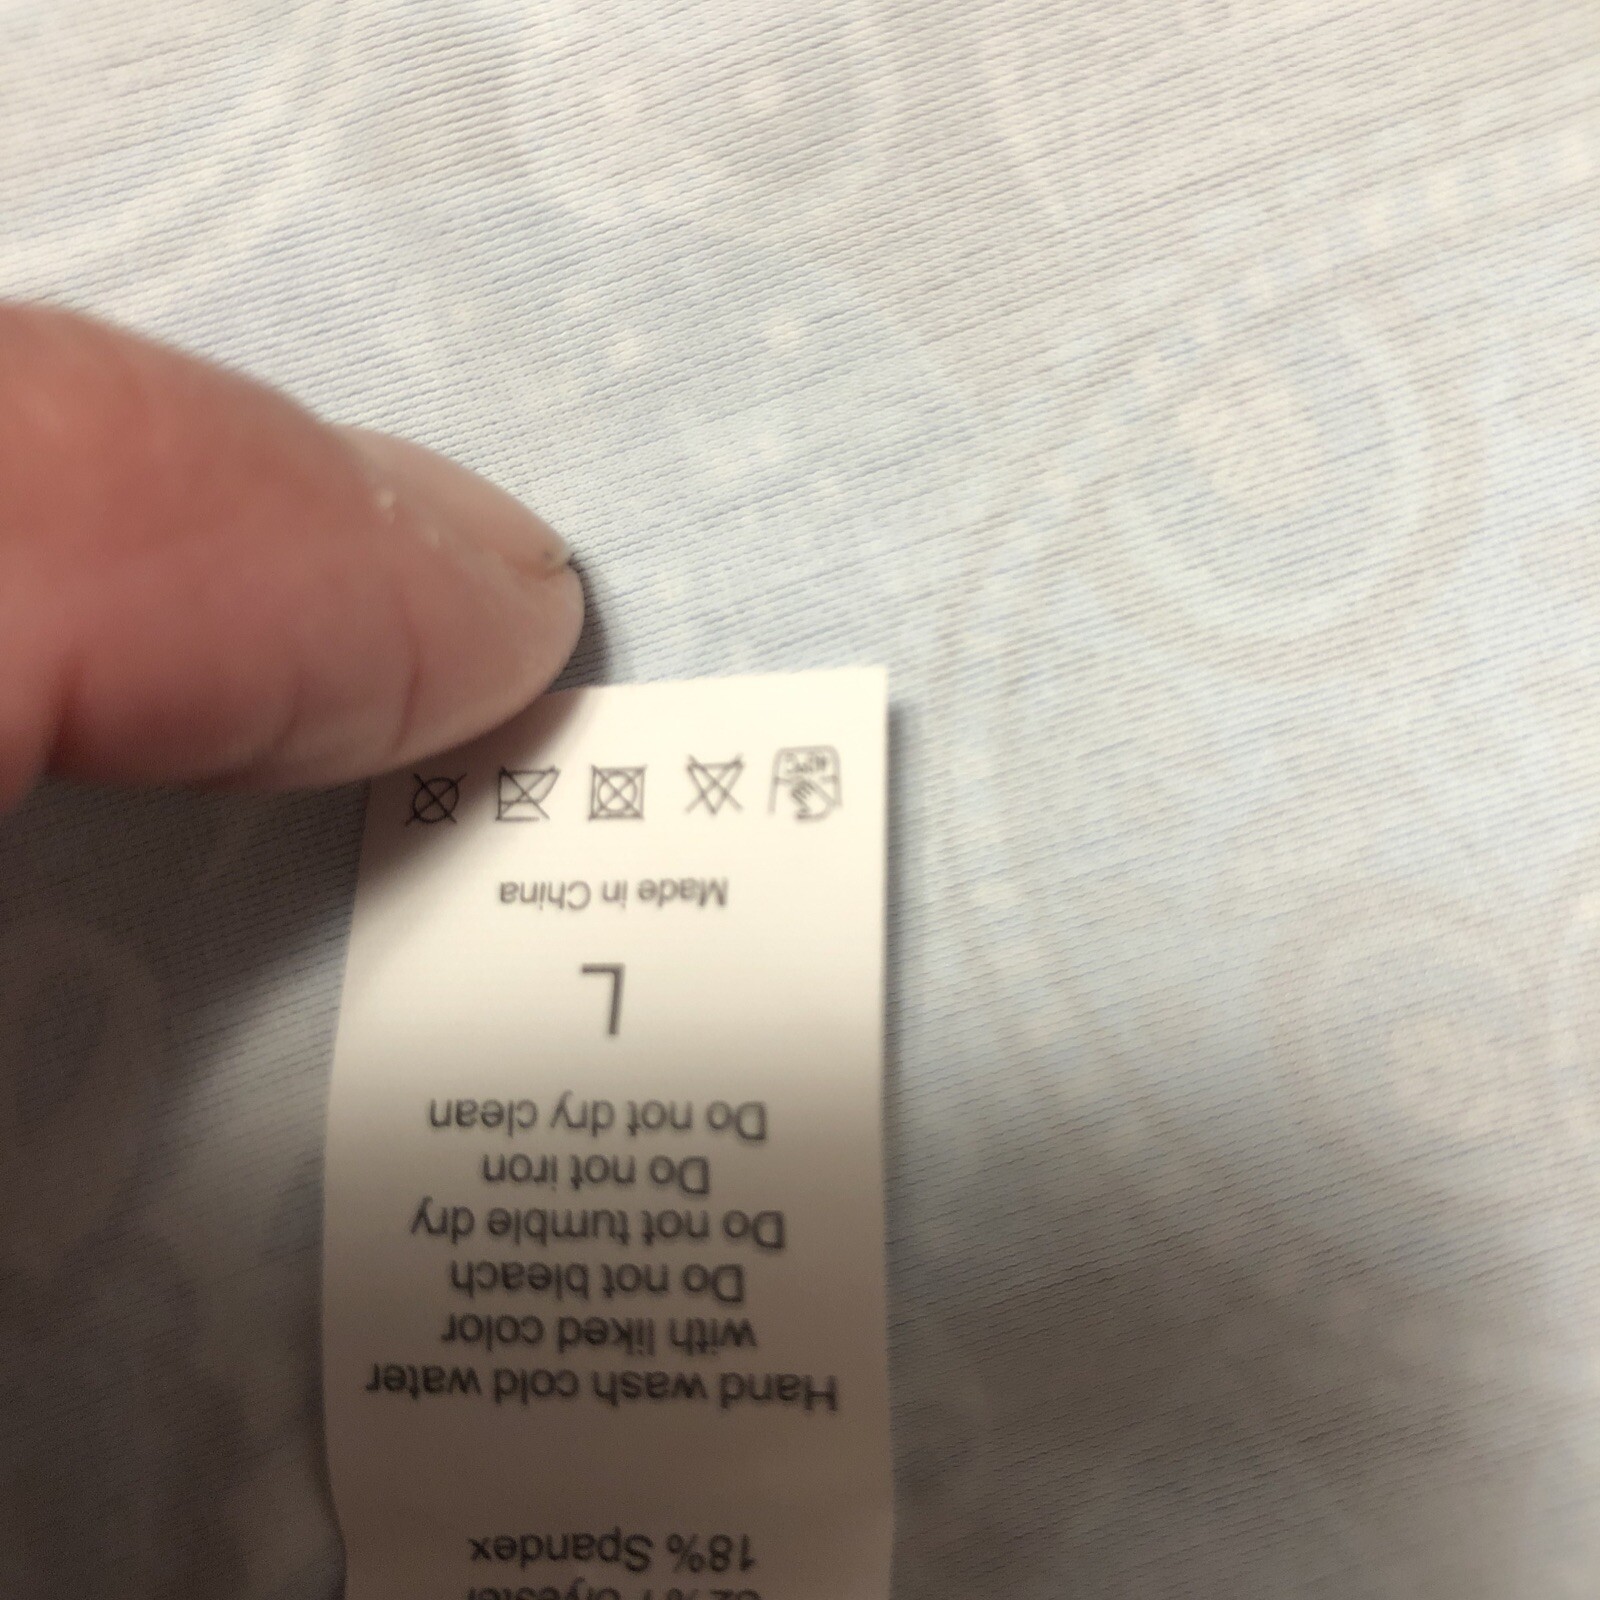 18% Spandex
Hand wash cold water
with liked color
Do not bleach
Do not tumble dry
Do not iron
Do not dry clean
L
Made in China
40°C